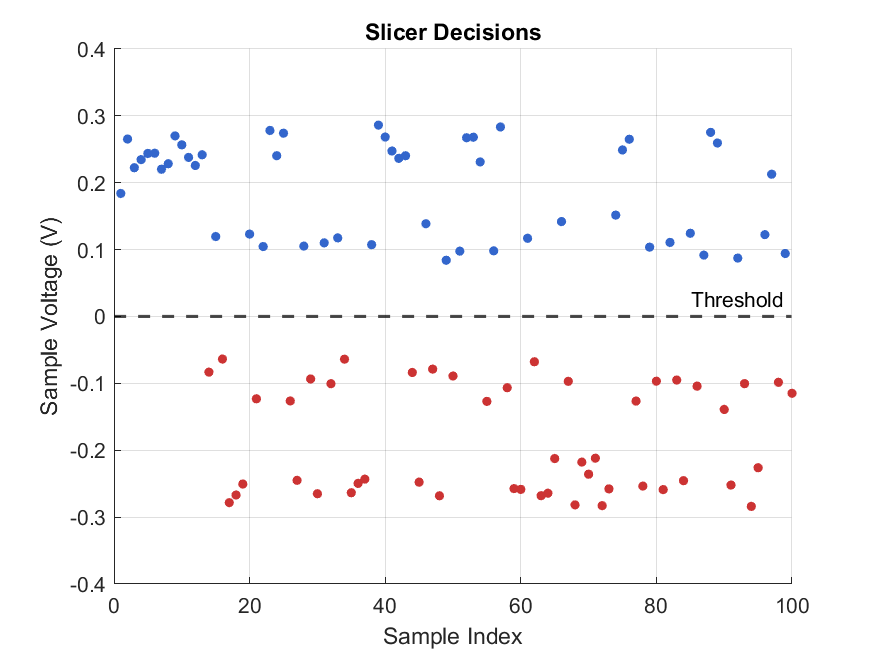 Slicer Decisions
0.4
0.3
0.2
0.1
0
-0.1
-0.2
-0.3
-0.4
Sample Voltage (V)
Threshold
0 20 40 60 80 100
Sample Index